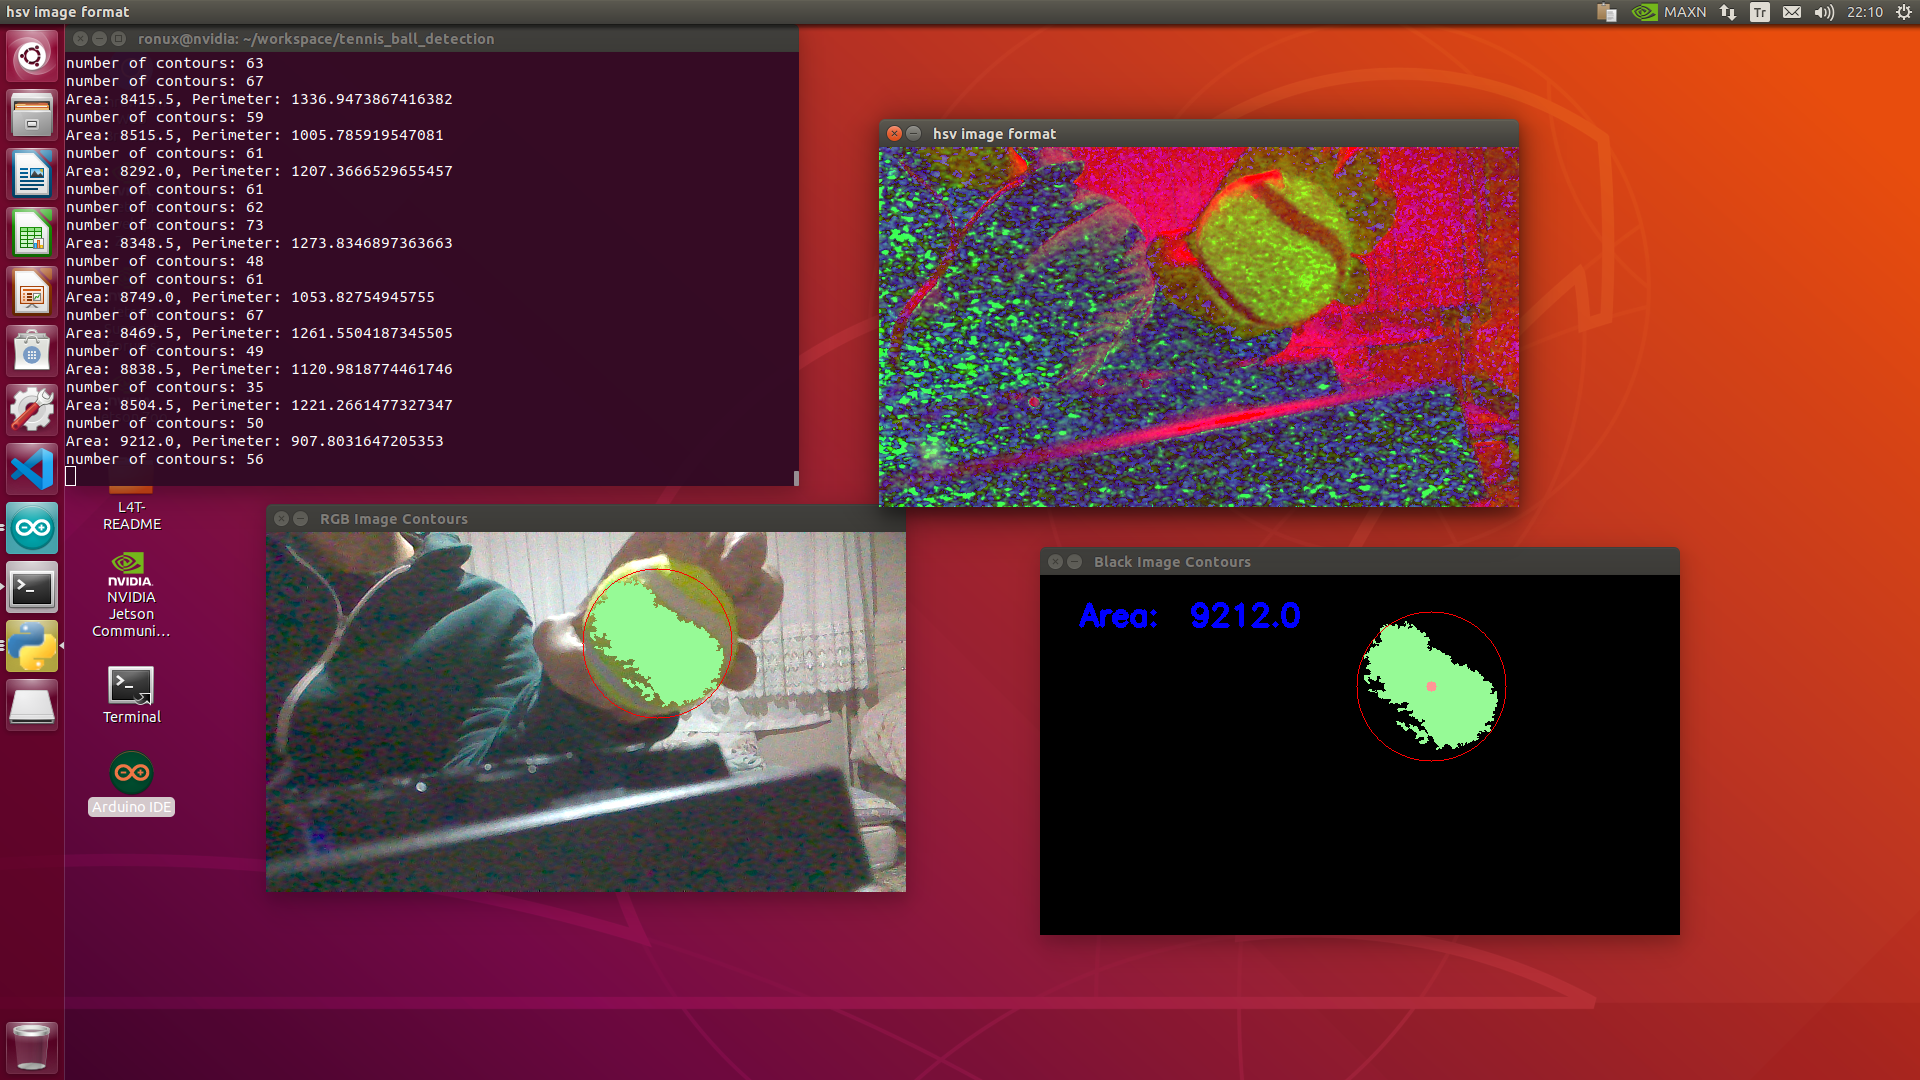 hsv image format
MAXN
Tr
22:10
ronux@nvidia: ~/workspace/tennis_ball_detection
number of contours: 63
number of contours: 67
Area: 8415.5, Perimeter: 1336.9473867416382
number of contours: 59
Area: 8515.5, Perimeter: 1005.785919547081
number of contours: 61
Area: 8292.0, Perimeter: 1207.3666529655457
number of contours: 61
number of contours: 62
number of contours: 73
Area: 8348.5, Perimeter: 1273.8346897363663
number of contours: 48
number of contours: 61
Area: 8749.0, Perimeter: 1053.82754945755
number of contours: 67
Area: 8469.5, Perimeter: 1261.5504187345505
number of contours: 49
Area: 8838.5, Perimeter: 1120.9818774461746
number of contours: 35
Area: 8504.5, Perimeter: 1221.2661477327347
number of contours: 50
Area: 9212.0, Perimeter: 907.8031647205353
number of contours: 56
hsv image format
L4T-
README
NVIDIA.
NVIDIA
Jetson
Communi...
Terminal
Arduino IDE
RGB Image Contours
Black Image Contours
Area: 9212.0